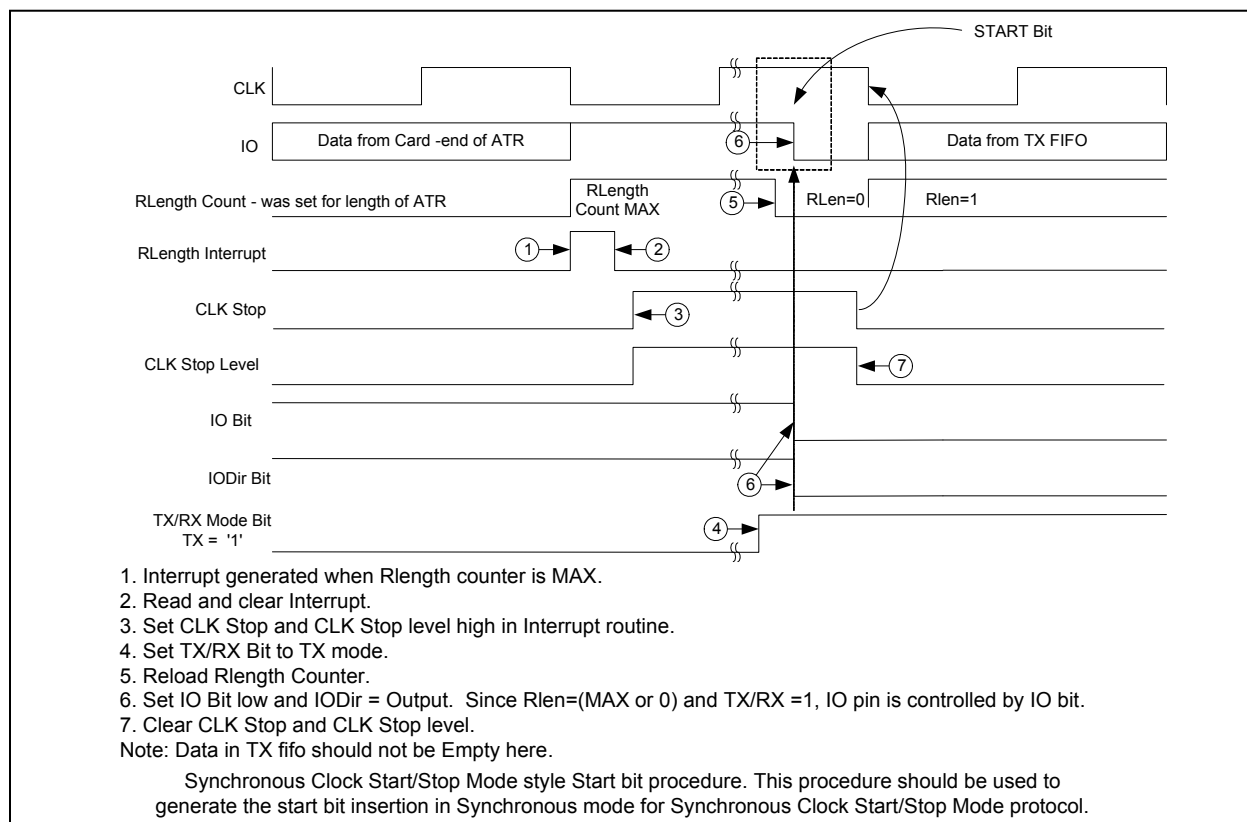 START Bit
CLK
IO
Data from Card -end of ATR
6
Data from TX FIFO
RLength Count - was set for length of ATR
RLength
Count MAX
5
RLen=0
Rlen=1
RLength Interrupt
1
2
CLK Stop
3
CLK Stop Level
7
IO Bit
IODir Bit
6
TX/RX Mode Bit
TX = '1'
4
1. Interrupt generated when Rlength counter is MAX.
2. Read and clear Interrupt.
3. Set CLK Stop and CLK Stop level high in Interrupt routine.
4. Set TX/RX Bit to TX mode.
5. Reload Rlength Counter.
6. Set IO Bit low and IODir = Output. Since Rlen=(MAX or 0) and TX/RX =1, IO pin is controlled by IO bit.
7. Clear CLK Stop and CLK Stop level.
Note: Data in TX fifo should not be Empty here.
Synchronous Clock Start/Stop Mode style Start bit procedure. This procedure should be used to
generate the start bit insertion in Synchronous mode for Synchronous Clock Start/Stop Mode protocol.